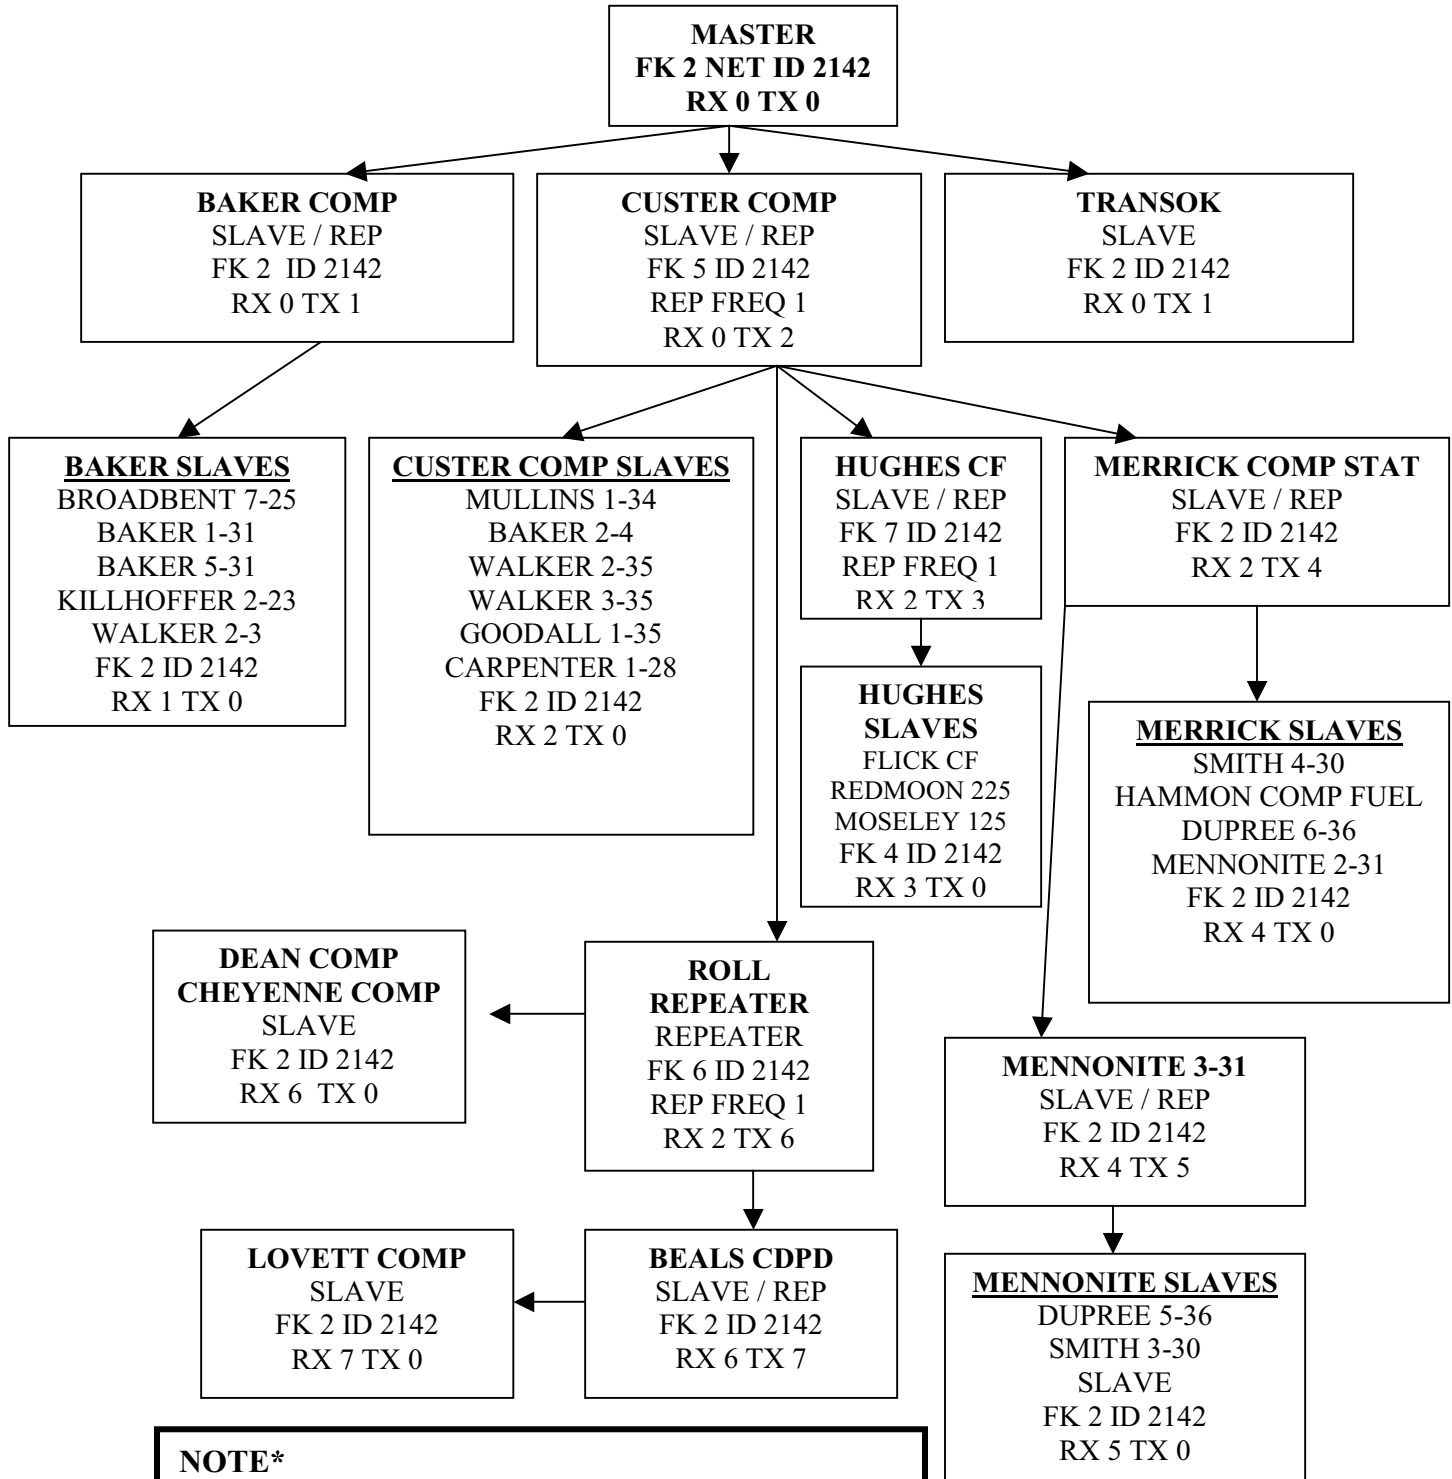 MASTER
FK 2 NET ID 2142
RX 0 TX 0
BAKER COMP
SLAVE / REP
FK 2 ID 2142
RX 0 TX 1
CUSTER COMP
SLAVE / REP
FK 5 ID 2142
REP FREQ 1
RX 0 TX 2
TRANSOK
SLAVE
FK 2 ID 2142
RX 0 TX 1
BAKER SLAVES
BROADBENT 7-25
BAKER 1-31
BAKER 5-31
KILLHOFFER 2-23
WALKER 2-3
FK 2 ID 2142
RX 1 TX 0
CUSTER COMP SLAVES
MULLINS 1-34
BAKER 2-4
WALKER 2-35
WALKER 3-35
GOODALL 1-35
CARPENTER 1-28
FK 2 ID 2142
RX 2 TX 0
HUGHES CF
SLAVE / REP
FK 7 ID 2142
REP FREQ 1
RX 2 TX 3
MERRICK COMP STAT
SLAVE / REP
FK 2 ID 2142
RX 2 TX 4
HUGHES
SLAVES
FLICK CF
REDMOON 225
MOSELEY 125
FK 4 ID 2142
RX 3 TX 0
MERRICK SLAVES
SMITH 4-30
HAMMON COMP FUEL
DUPREE 6-36
MENNONITE 2-31
FK 2 ID 2142
RX 4 TX 0
DEAN COMP
CHEYENNE COMP
SLAVE
FK 2 ID 2142
RX 6 TX 0
ROLL
REPEATER
REPEATER
FK 6 ID 2142
REP FREQ 1
RX 2 TX 6
MENNONITE 3-31
SLAVE / REP
FK 2 ID 2142
RX 4 TX 5
LOVETT COMP
SLAVE
FK 2 ID 2142
RX 7 TX 0
BEALS CDPD
SLAVE / REP
FK 2 ID 2142
RX 6 TX 7
MENNONITE SLAVES
DUPREE 5-36
SMITH 3-30
SLAVE
FK 2 ID 2142
RX 5 TX 0
NOTE*